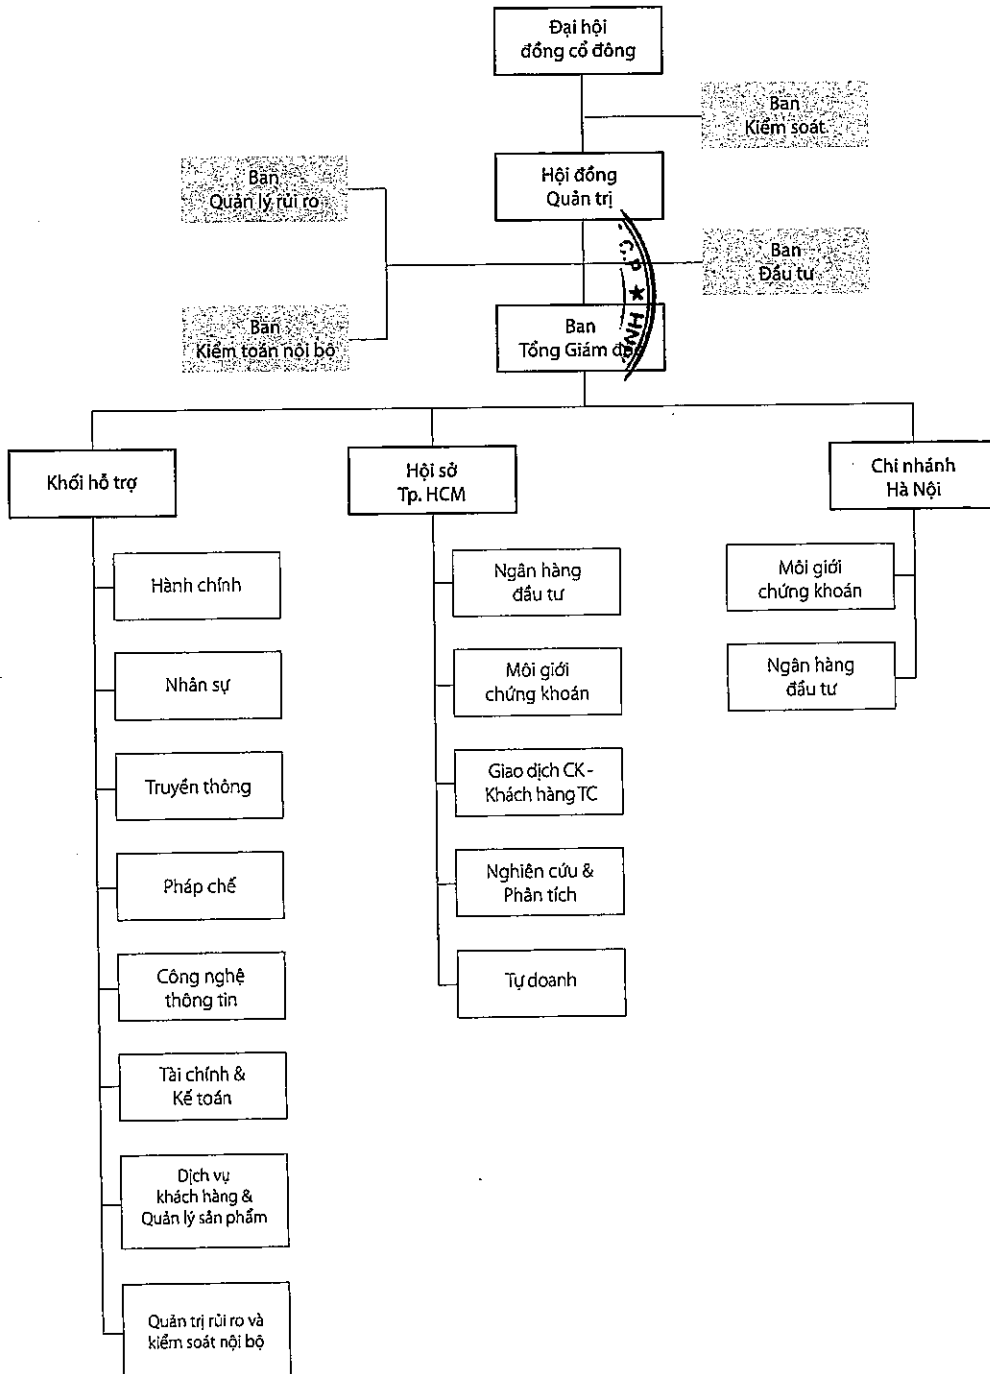 Đại hội
đồng cổ đông
Ban
Kiểm soát
Hội đồng
Quản trị
Ban
Quản lý rủi ro
Ban
Đầu tư
Ban
Kiểm toán nội bộ
Ban
Tổng Giám đốc
C.P ★ HNA
Khối hỗ trợ
Hội sở
Tp. HCM
Chi nhánh
Hà Nội
Hành chính
Nhân sự
Truyền thông
Pháp chế
Công nghệ
thông tin
Tài chính &
Kế toán
Dịch vụ
khách hàng &
Quản lý sản phẩm
Quản trị rủi ro và
kiểm soát nội bộ
Ngân hàng
đầu tư
Môi giới
chứng khoán
Giao dịch CK -
Khách hàng TC
Nghiên cứu &
Phân tích
Tự doanh
Môi giới
chứng khoán
Ngân hàng
đầu tư